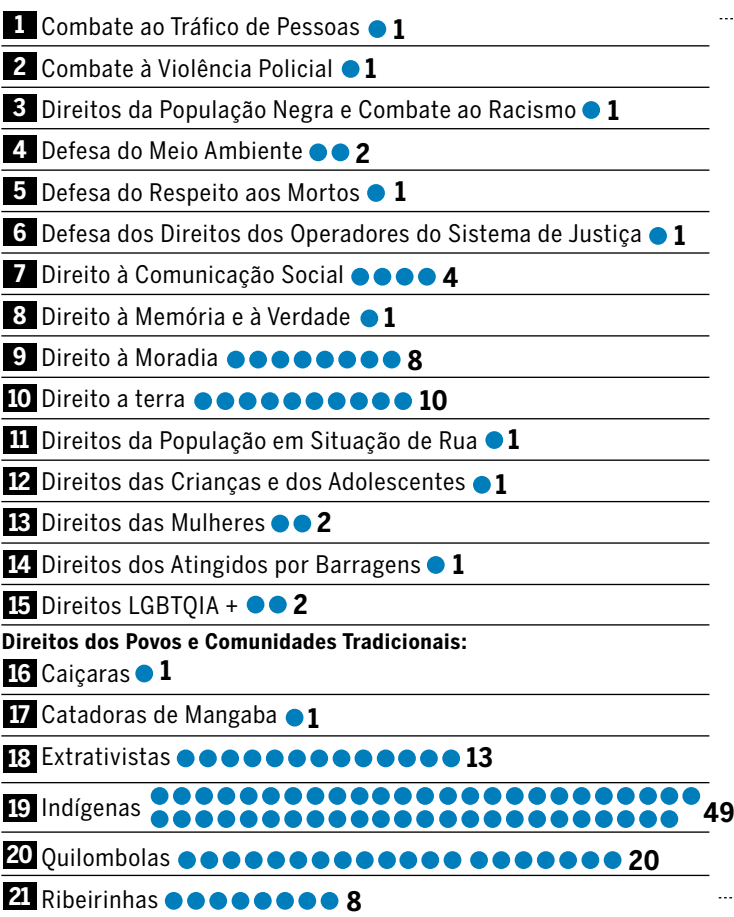 1 Combate ao Tráfico de Pessoas 1
2 Combate à Violência Policial 1
3 Direitos da População Negra e Combate ao Racismo 1
4 Defesa do Meio Ambiente 2
5 Defesa do Respeito aos Mortos 1
6 Defesa dos Direitos dos Operadores do Sistema de Justiça 1
7 Direito à Comunicação Social 4
8 Direito à Memória e à Verdade 1
9 Direito à Moradia 8
10 Direito a terra 10
11 Direitos da População em Situação de Rua 1
12 Direitos das Crianças e dos Adolescentes 1
13 Direitos das Mulheres 2
14 Direitos dos Atingidos por Barragens 1
15 Direitos LGBTQIA + 2
Direitos dos Povos e Comunidades Tradicionais:
16 Caiçaras 1
17 Catadoras de Mangaba 1
18 Extrativistas 13
19 Indígenas 49
20 Quilombolas 20
21 Ribeirinhas 8